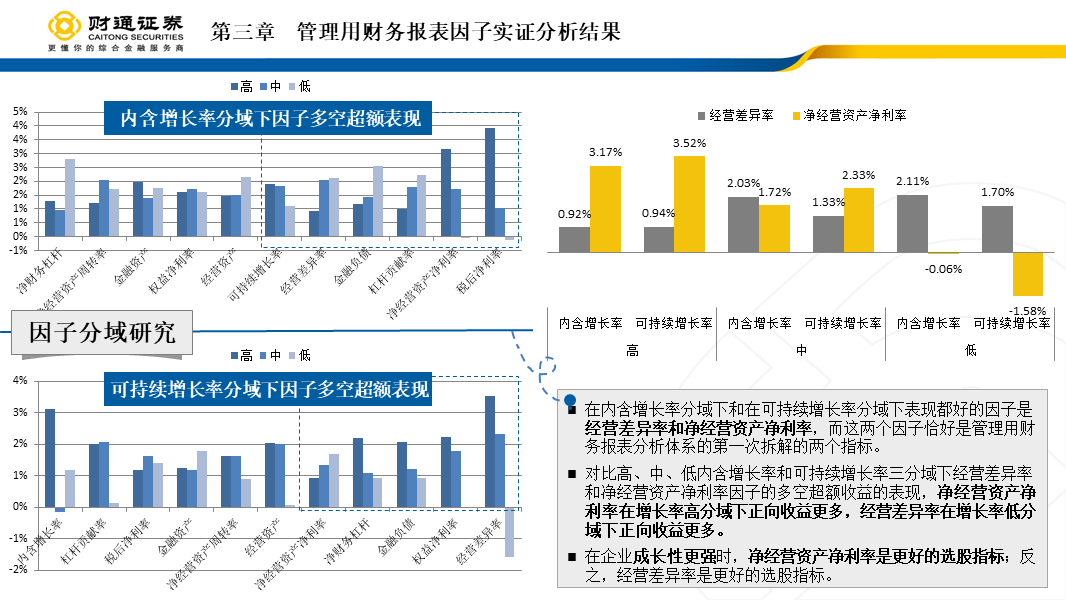 财通证券
CAITONG SECURITIES
更懂你的综合金融服务商
第三章 管理用财务报表因子实证分析结果
高 中 低
内含增长率分域下因子多空超额表现
5%
4%
4%
3%
3%
2%
2%
1%
1%
0%
-1%
净财务杠杆
净经营资产周转率
金融资产
权益净利率
经营资产
可持续增长率
经营差异率
金融负债
杠杆贡献率
净经营资产净利率
税后净利率
因子分域研究
高 中 低
可持续增长率分域下因子多空超额表现
4%
3%
2%
1%
0%
-1%
-2%
内含增长率
杠杆贡献率
税后净利率
金融资产
净经营资产周转率
经营资产
净经营资产净利率
净财务杠杆
金融负债
权益净利率
经营差异率
经营差异率 净经营资产净利率
0.92%
3.17%
0.94%
3.52%
2.03%
1.72%
1.33%
2.33%
2.11%
-0.06%
1.70%
-1.58%
内含增长率 可持续增长率 内含增长率 可持续增长率 内含增长率 可持续增长率
高 中 低
■ 在内含增长率分域下和在可持续增长率分域下表现都好的因子是
经营差异率和净经营资产净利率，而这两个因子恰好是管理用财
务报表分析体系的第一次拆解的两个指标。
■ 对比高、中、低内含增长率和可持续增长率三分域下经营差异率
和净经营资产净利率因子的多空超额收益的表现，净经营资产净
利率在增长率高分域下正向收益更多，经营差异率在增长率低分
域下正向收益更多。
■ 在企业成长性更强时，净经营资产净利率是更好的选股指标；反
之，经营差异率是更好的选股指标。